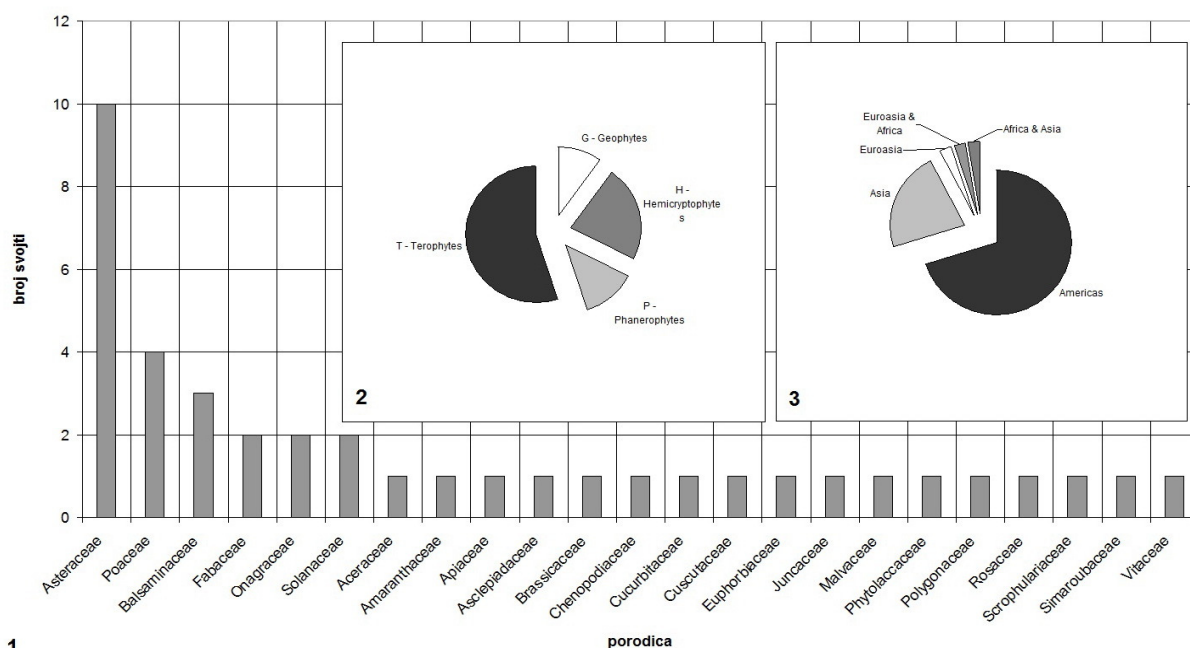 12
10
8
6
4
2
0
broj svojti
G - Geophytes
H -
Hemicryptophyte
s
T - Terophytes
P -
Phanerophytes
2
Euroasia &
Africa
Africa & Asia
Euroasia
Asia
Americas
3
Asteraceae
Poaceae
Balsaminaceae
Fabaceae
Onagraceae
Solanaceae
Aceraceae
Amaranthaceae
Apiaceae
Asclepiadaceae
Brassicaceae
Chenopodiaceae
Cucurbitaceae
Cuscutaceae
Euphorbiaceae
Juncaceae
Malvaceae
Phytolaccaceae
Polygonaceae
Rosaceae
Scrophulariaceae
Simaroubaceae
Vitaceae
porodica
1